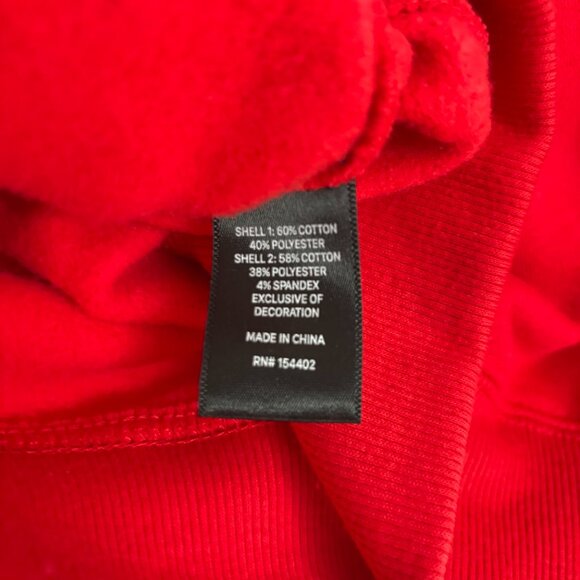 SHELL 1: 60% COTTON
40% POLYESTER
SHELL 2: 58% COTTON
38% POLYESTER
4% SPANDEX
EXCLUSIVE OF
DECORATION
MADE IN CHINA
RN# 154402